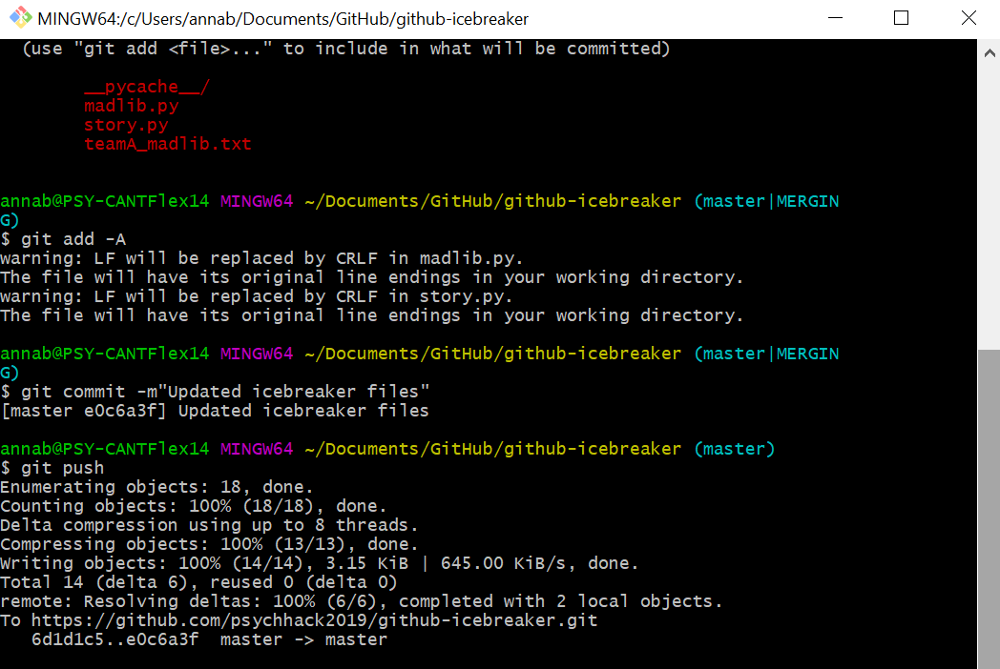 MINGW64:/c/Users/annab/Documents/GitHub/github-icebreaker
(use "git add <file>..." to include in what will be committed)
__pycache__/
madlib.py
story.py
teamA_madlib.txt
annab@PSY-CANTFlex14 MINGW64 ~/Documents/GitHub/github-icebreaker (master|MERGIN
G)
$ git add -A
warning: LF will be replaced by CRLF in madlib.py.
The file will have its original line endings in your working directory.
warning: LF will be replaced by CRLF in story.py.
The file will have its original line endings in your working directory.
annab@PSY-CANTFlex14 MINGW64 ~/Documents/GitHub/github-icebreaker (master|MERGIN
G)
$ git commit -m"Updated icebreaker files"
[master e0c6a3f] Updated icebreaker files
annab@PSY-CANTFlex14 MINGW64 ~/Documents/GitHub/github-icebreaker (master)
$ git push
Enumerating objects: 18, done.
Counting objects: 100% (18/18), done.
Delta compression using up to 8 threads.
Compressing objects: 100% (13/13), done.
Writing objects: 100% (14/14), 3.15 KiB | 645.00 KiB/s, done.
Total 14 (delta 6), reused 0 (delta 0)
remote: Resolving deltas: 100% (6/6), completed with 2 local objects.
To https://github.com/psychhack2019/github-icebreaker.git
6d1d1c5..e0c6a3f  master -> master